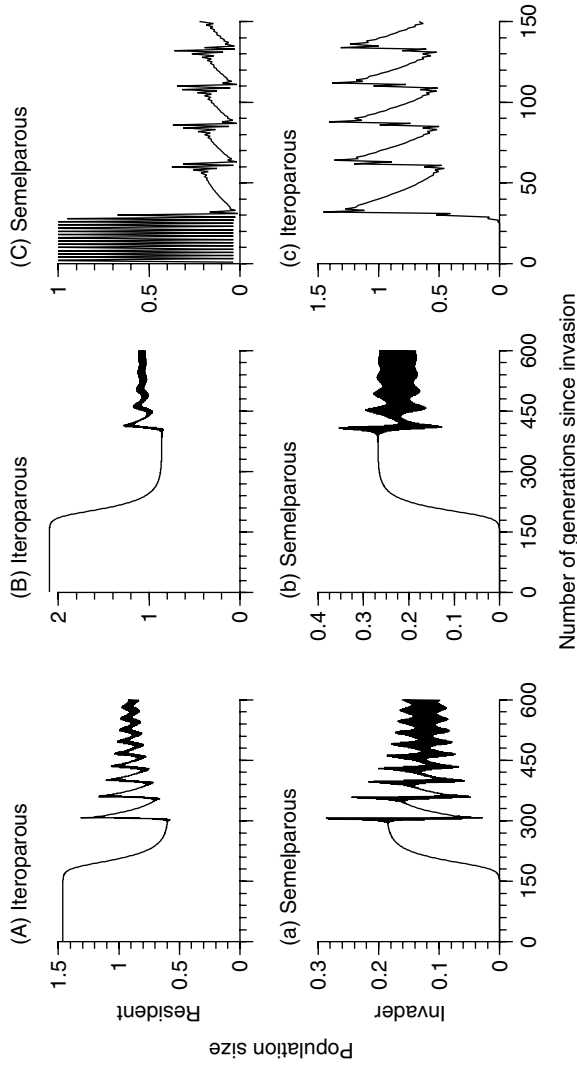 (A) Iteroparous
(B) Iteroparous
(C) Semelparous
1.5
1
0.5
0
2
1
0
1
0.5
0
Resident
(a) Semelparous
(b) Semelparous
(c) Iteroparous
0.3
0.2
0.1
0
0.4
0.3
0.2
0.1
0
1.5
1
0.5
0
Invader
Population size
0 150 300 450 600
0 150 300 450 600
0 50 100 150
Number of generations since invasion